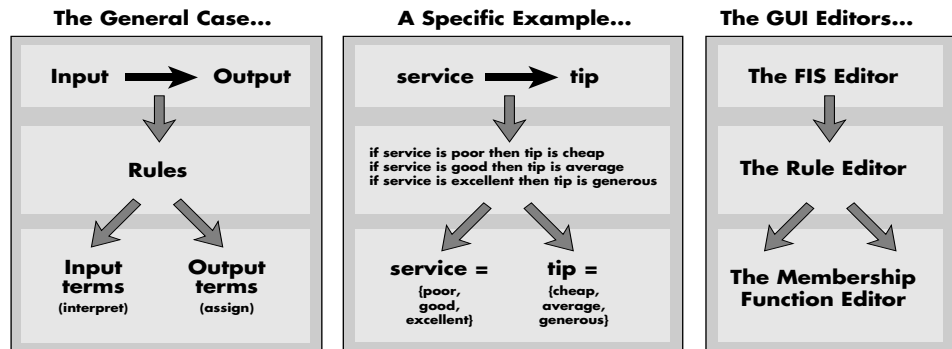 The General Case...
Input Output
Rules
Input terms
(interpret)
Output terms
(assign)
A Specific Example...
service tip
if service is poor then tip is cheap
if service is good then tip is average
if service is excellent then tip is generous
service =
{poor,
good,
excellent}
tip =
{cheap,
average,
generous}
The GUI Editors...
The FIS Editor
The Rule Editor
The Membership
Function Editor